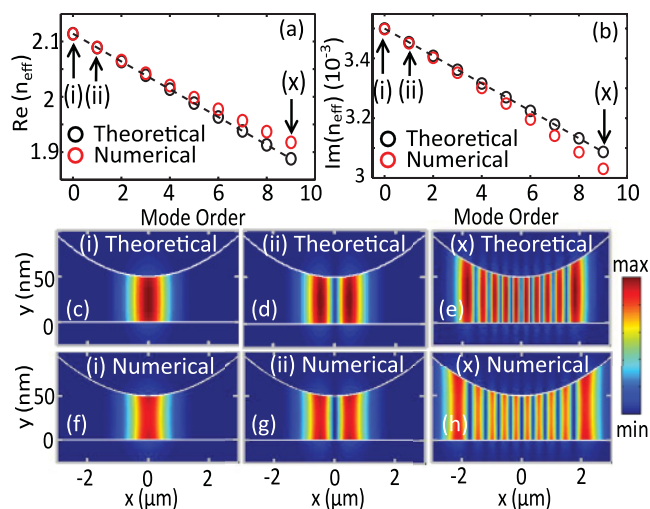 (a)
Re (n_eff)
2.1
2
1.9
(i)
(ii)
(x)
Theoretical
Numerical
0 2 4 6 8 10
Mode Order
(b)
Im(n_eff) (10^-3)
3.4
3.2
3
(i)
(ii)
(x)
Theoretical
Numerical
0 2 4 6 8 10
Mode Order
(i) Theoretical
(ii) Theoretical
(x) Theoretical
y (nm)
50
0
(c)
(d)
(e)
max
min
(i) Numerical
(ii) Numerical
(x) Numerical
y (nm)
50
0
(f)
(g)
(h)
-2 0 2
-2 0 2
-2 0 2
x (μm)
x (μm)
x (μm)